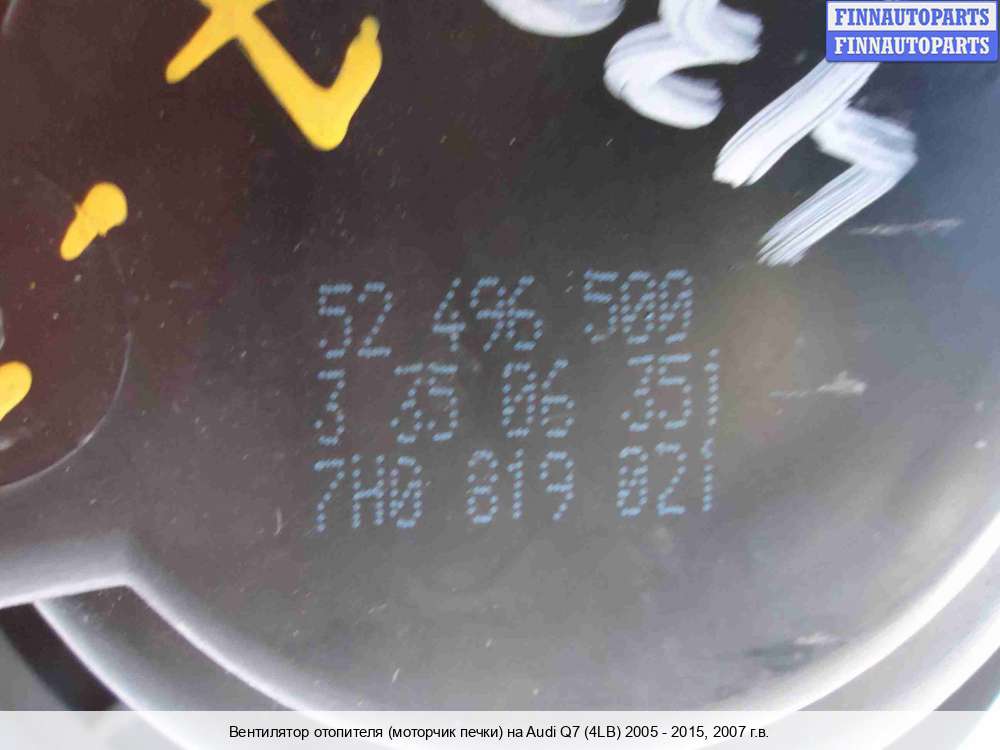 FINNAUTOPARTS
FINNAUTOPARTS
52 496 500
3 35 06 351
7H0 819 021
Вентилятор отопителя (моторчик печки) на Audi Q7 (4LB) 2005 - 2015, 2007 г.в.